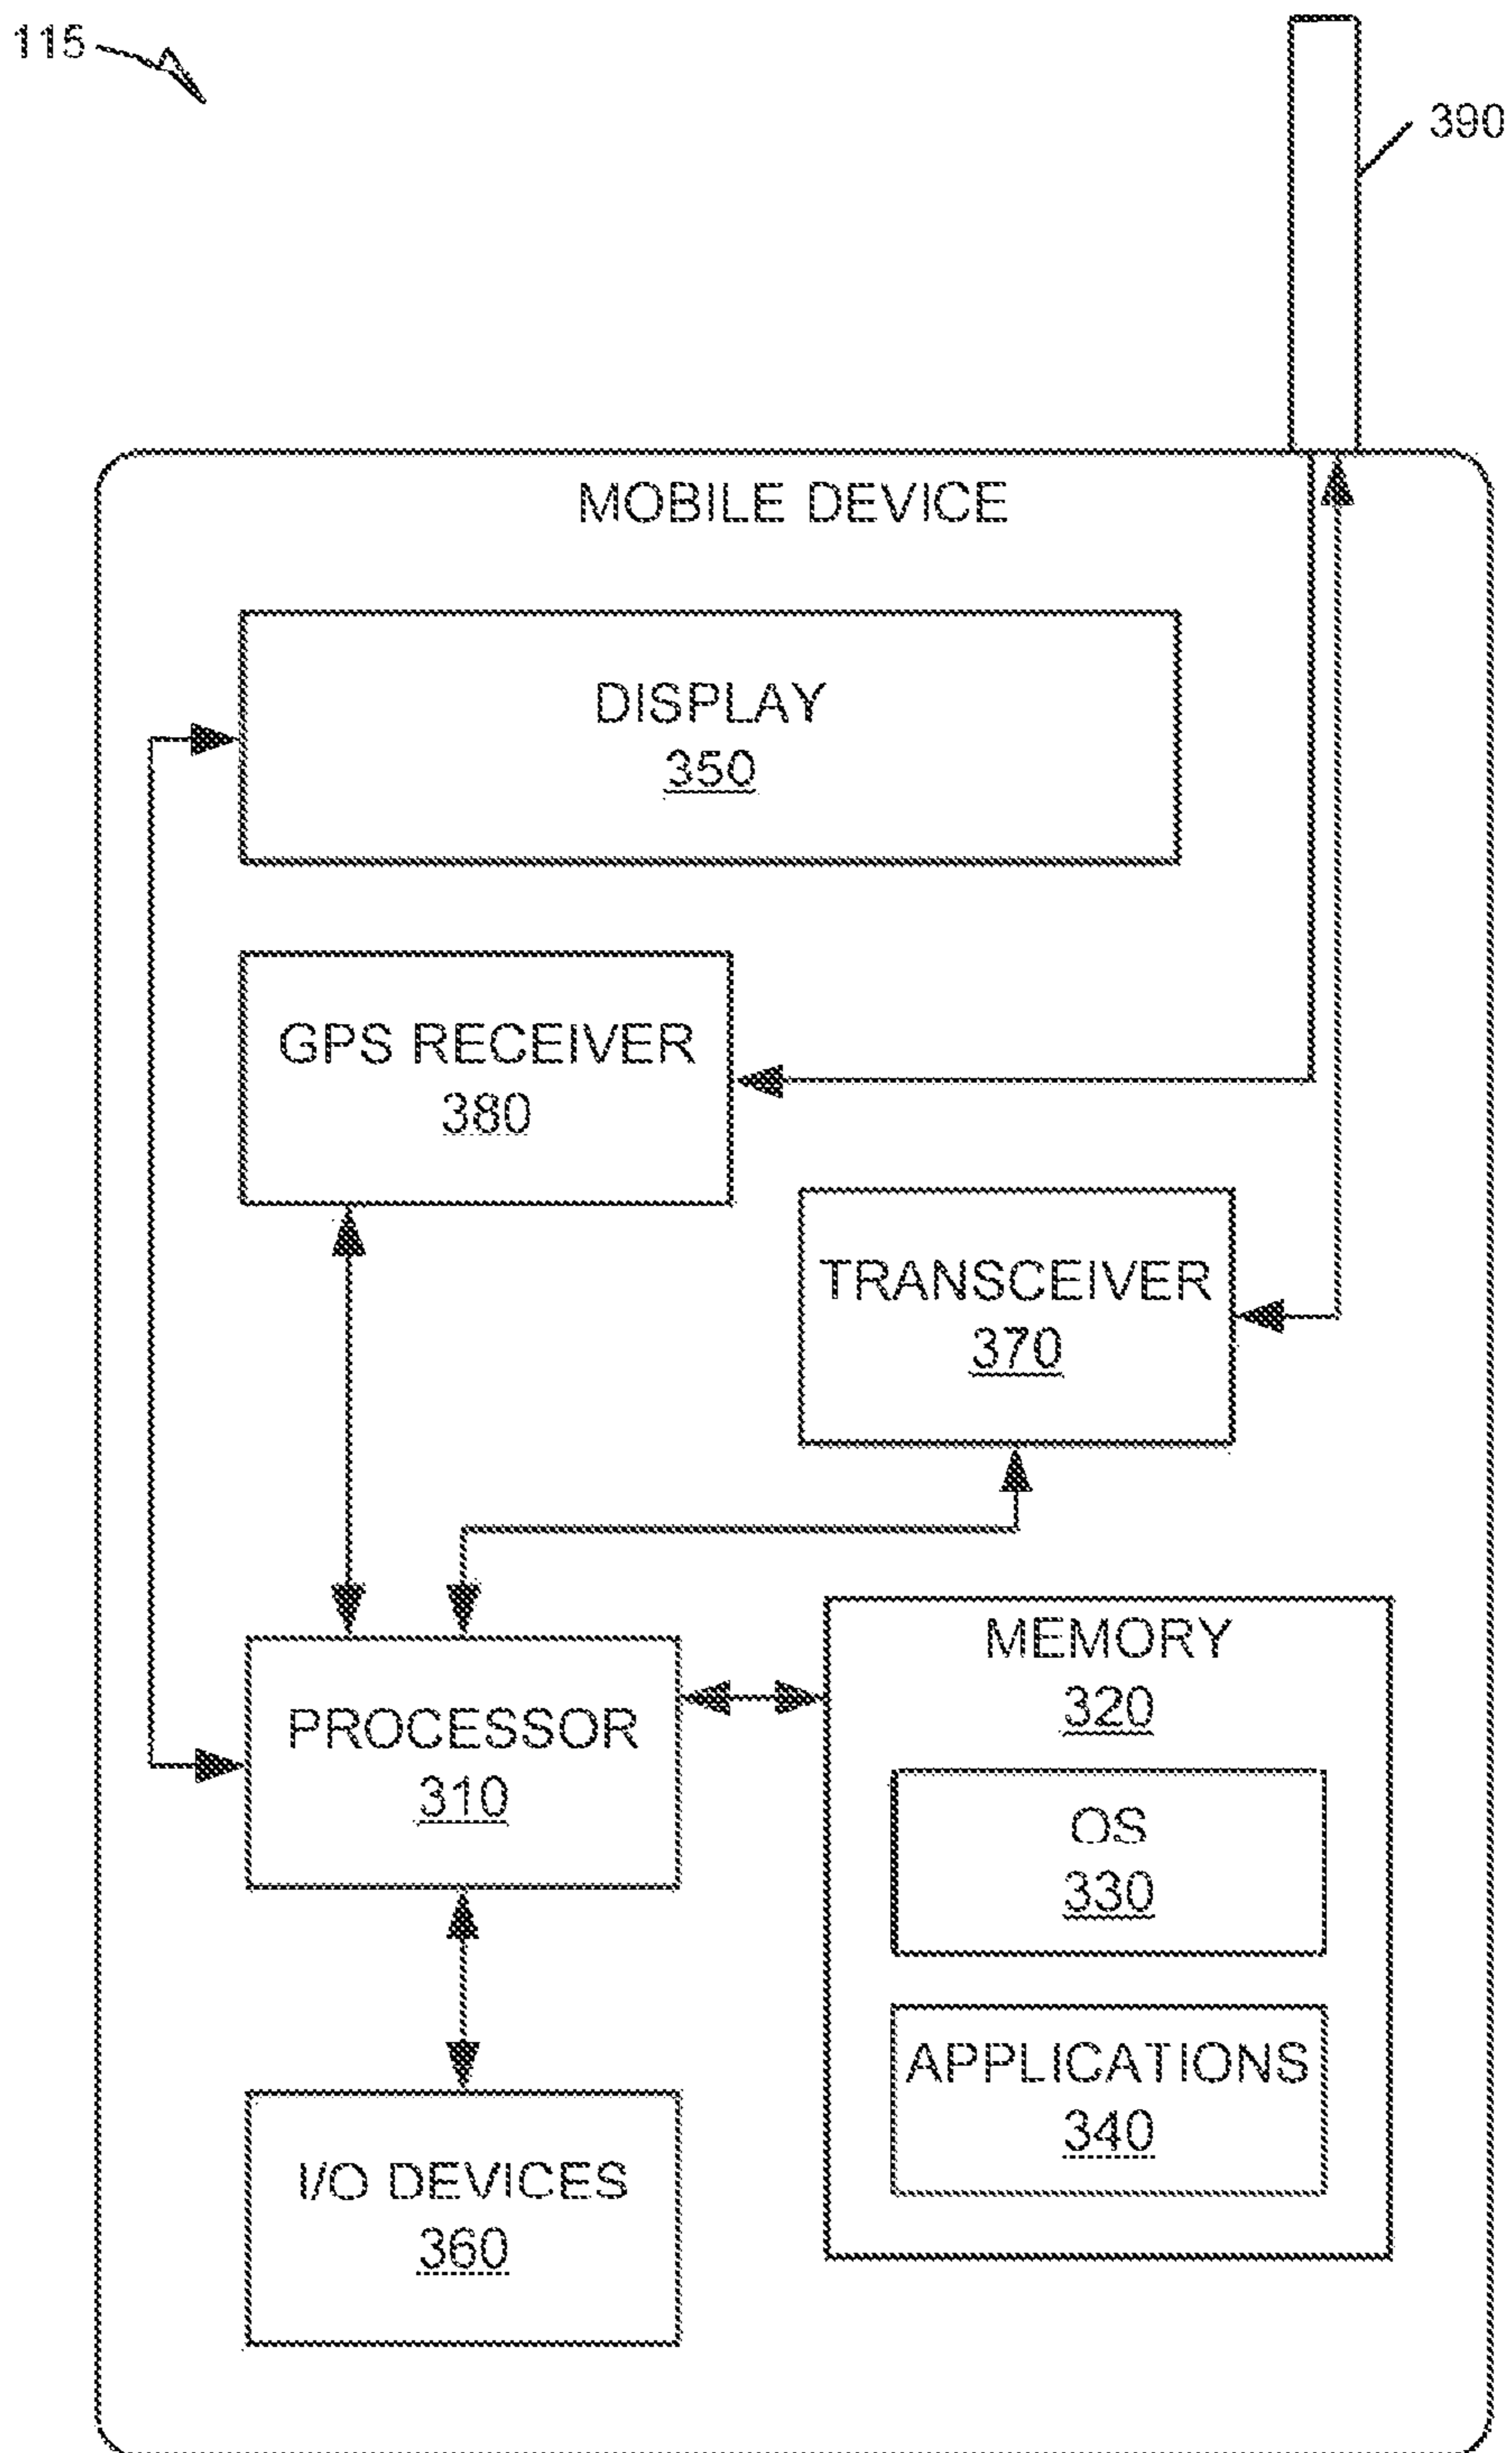 115
390
MOBILE DEVICE
DISPLAY
350
GPS RECEIVER
380
TRANSCEIVER
370
PROCESSOR
310
MEMORY
320
OS
330
APPLICATIONS
340
I/O DEVICES
360